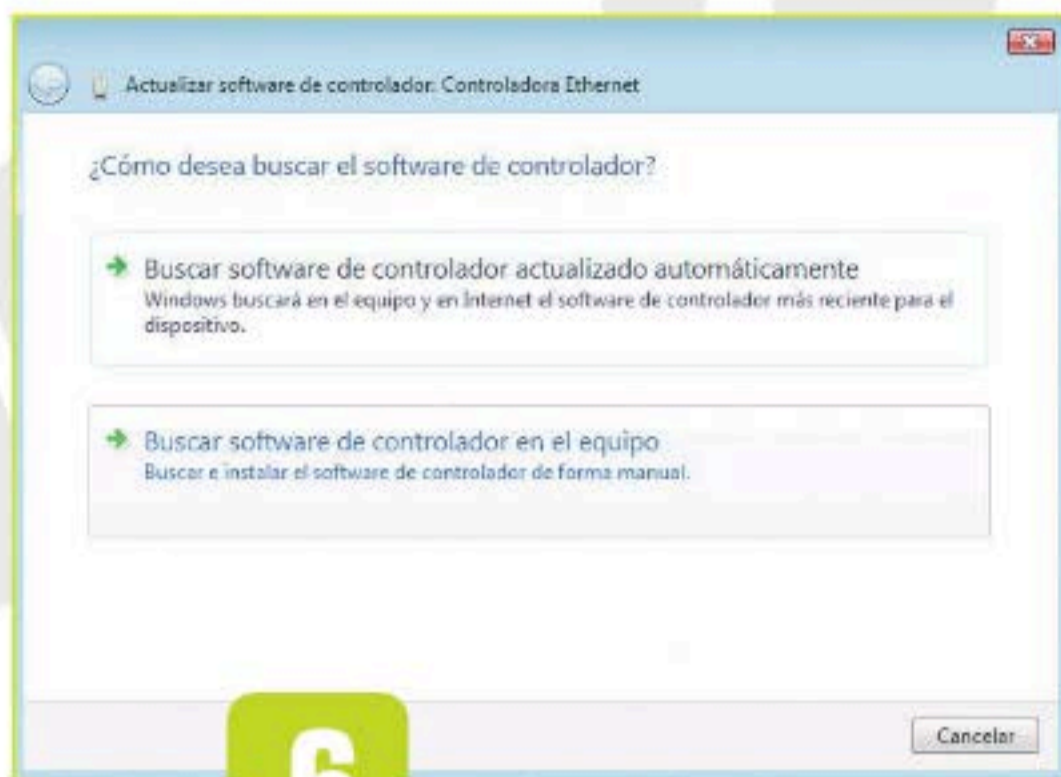 Actualizar software de controlador: Controladora Ethernet
¿Cómo desea buscar el software de controlador?
Buscar software de controlador actualizado automáticamente
Windows buscará en el equipo y en Internet el software de controlador más reciente para el
dispositivo.
Buscar software de controlador en el equipo
Buscar e instalar el software de controlador de forma manual.
6
Cancelar